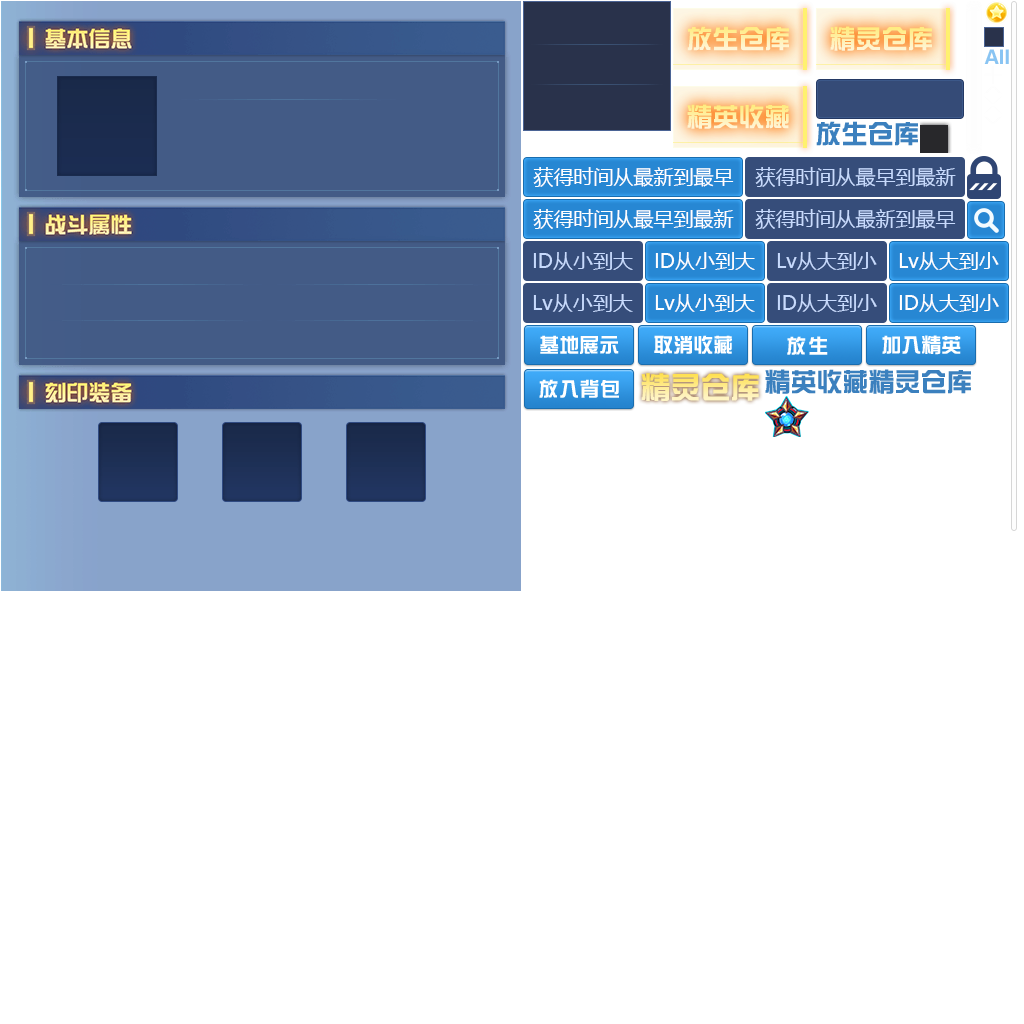 基本信息
战斗属性
刻印装备
放生仓库
精灵仓库
All
精英收藏
放生仓库
获得时间从最新到最早
获得时间从最早到最新
获得时间从最早到最新
获得时间从最新到最早
ID从小到大
ID从小到大
Lv从大到小
Lv从大到小
Lv从小到大
Lv从小到大
ID从大到小
ID从大到小
基地展示
取消收藏
放生
加入精英
放入背包
精灵仓库
精英收藏精灵仓库